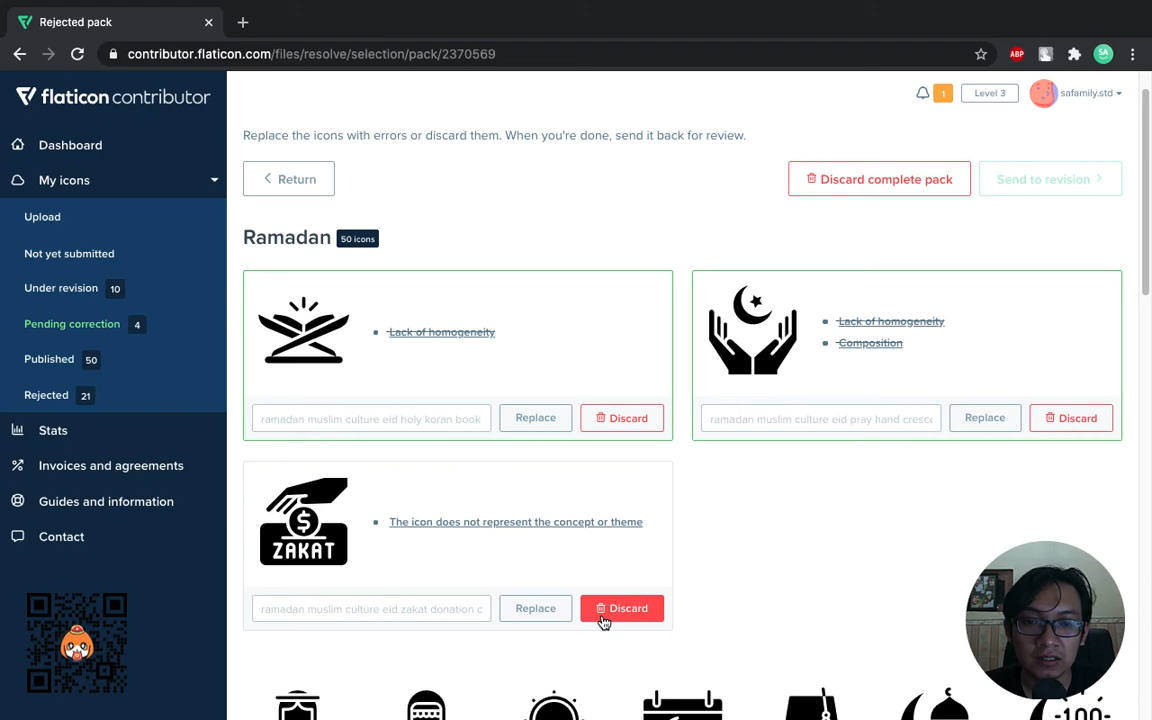 Rejected pack
contributor.flaticon.com/files/resolve/selection/pack/2370569
ABP
SA
flaticon contributor
1
Level 3
safamily.std
Dashboard
My icons
Upload
Not yet submitted
Under revision 10
Pending correction 4
Published 50
Rejected 21
Stats
Invoices and agreements
Guides and information
Contact
Replace the icons with errors or discard them. When you're done, send it back for review.
Return
Discard complete pack
Send to revision
Ramadan 50 icons
Lack of homogeneity
ramadan muslim culture eid holy koran book
Replace
Discard
Lack of homogeneity
Composition
ramadan muslim culture eid pray hand cresc
Replace
Discard
$
ZAKAT
The icon does not represent the concept or theme
ramadan muslim culture eid zakat donation c
Replace
Discard
-100-